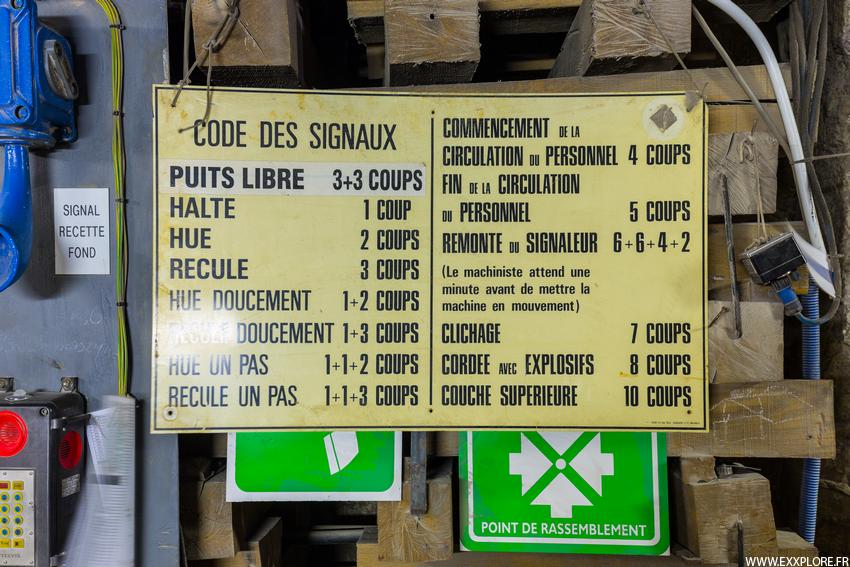 CODE DES SIGNAUX
PUITS LIBRE 3+3 COUPS
HALTE 1 COUP
HUE 2 COUPS
RECULE 3 COUPS
HUE DOUCEMENT 1+2 COUPS
RECULE DOUCEMENT 1+3 COUPS
HUE UN PAS 1+1+2 COUPS
RECULE UN PAS 1+1+3 COUPS
COMMENCEMENT DE LA
CIRCULATION DU PERSONNEL 4 COUPS
FIN DE LA CIRCULATION
DU PERSONNEL 5 COUPS
REMONTE DU SIGNALEUR 6+6+4+2
(Le machiniste attend une
minute avant de mettre la
machine en mouvement)
CLICHAGE 7 COUPS
CORDEE AVEC EXPLOSIFS 8 COUPS
COUCHE SUPERIEURE 10 COUPS
SIGNAL
RECETTE
FOND
POINT DE RASSEMBLEMENT
WWW.EXXPLORE.FR